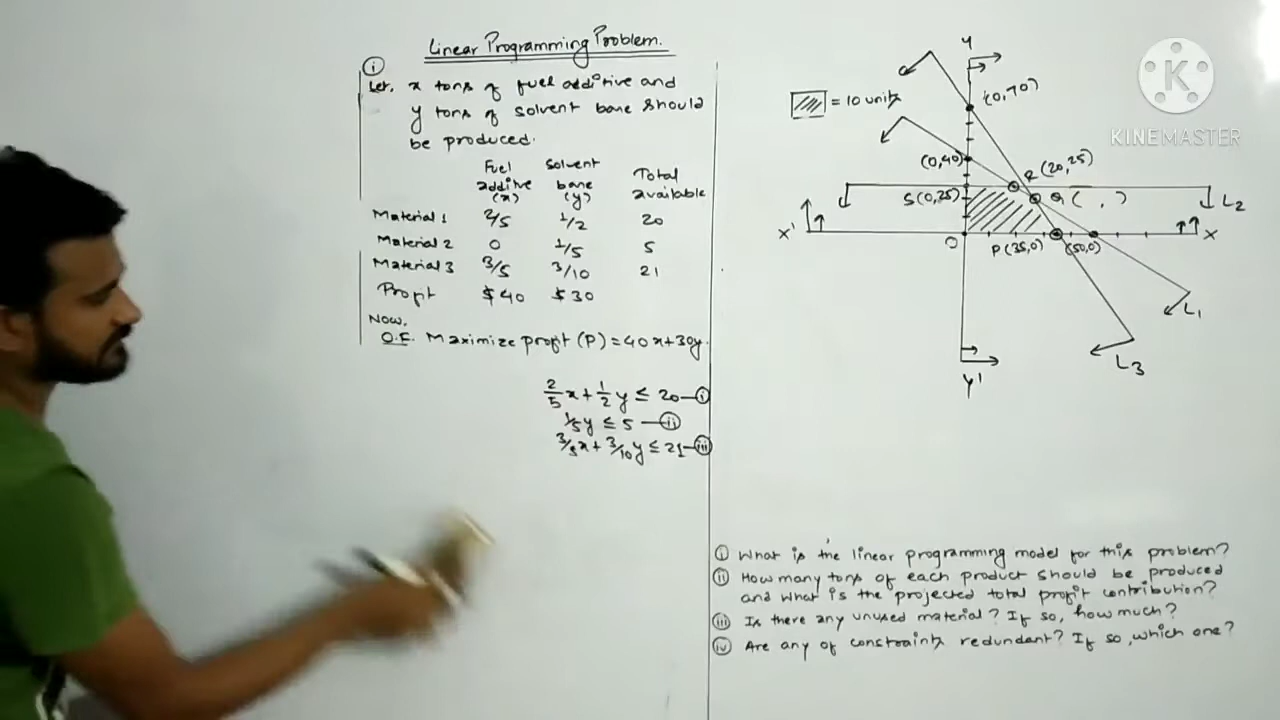 Linear Programming Problem.
(i)
Let, x tons of fuel additive and
y tons of solvent base should
be produced.
Fuel additive (x) Solvent base (y) Total available
Material 1 2/5 1/2 20
Material 2 0 1/5 5
Material 3 3/5 3/10 21
Profit $40 $30
Now,
O.F. Maximize profit (P) = 40x+30y.
2/5 x + 1/2 y ≤ 20 — (i)
1/5 y ≤ 5 — (ii)
3/5 x + 3/10 y ≤ 21 — (iii)
Y
= 10 units
(0,70)
(0,40)
R (20,25)
S(0,25)
Q ( , )
L2
X'
O
P(35,0)
(50,0)
X
L1
L3
Y'
K
KINEMASTER
(i) What is the linear programming model for this problem?
(ii) How many tons of each product should be produced
and what is the projected total profit contribution?
(iii) Is there any unused material? If so, how much?
(iv) Are any of constraints redundant? If so, which one?